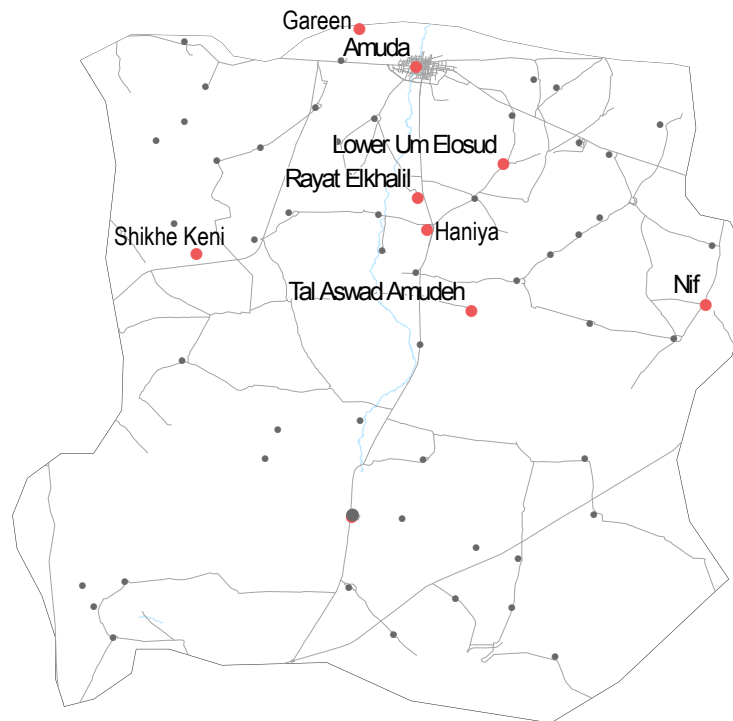 Gareen
Amuda
Lower Um Elosud
Rayat Elkhalil
Haniya
Shikhe Keni
Tal Aswad Amudeh
Nif